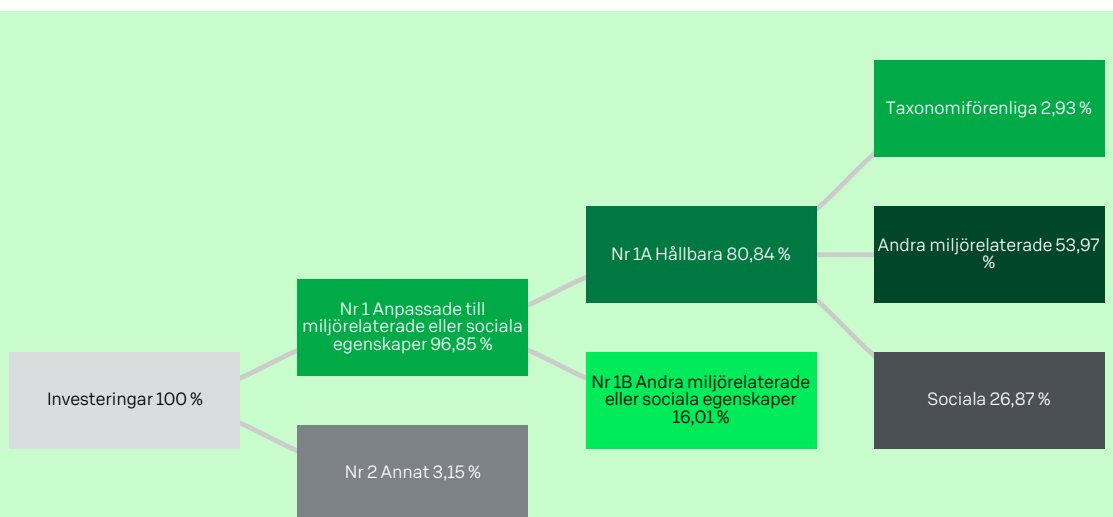 Investeringar 100 %
Nr 1 Anpassade till
miljörelaterade eller sociala
egenskaper 96,85 %
Nr 2 Annat 3,15 %
Nr 1A Hållbara 80,84 %
Nr 1B Andra miljörelaterade
eller sociala egenskaper
16,01 %
Taxonomiförenliga 2,93 %
Andra miljörelaterade 53,97
%
Sociala 26,87 %